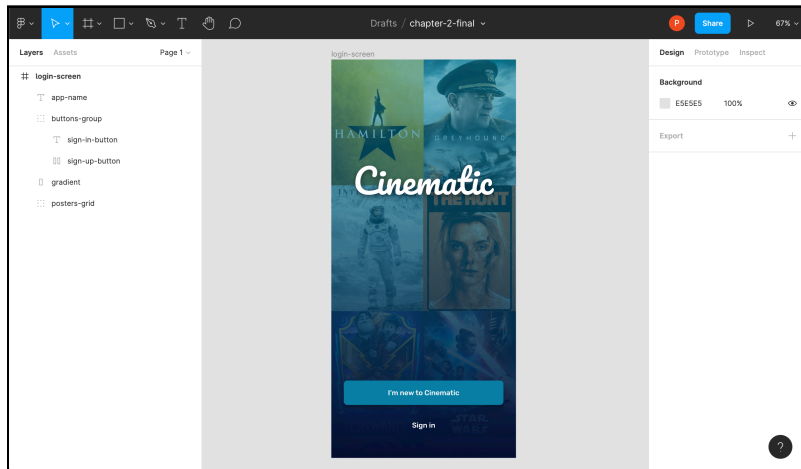 Drafts / chapter-2-final
P
Share
67%
Layers Assets Page 1
login-screen
app-name
buttons-group
sign-in-button
sign-up-button
gradient
posters-grid
login-screen
HAMILTON
GREYHOUND
Cinematic
THE HUNT
I'm new to Cinematic
Sign in
STAR
WARS
Design Prototype Inspect
Background
E5E5E5 100%
Export
?